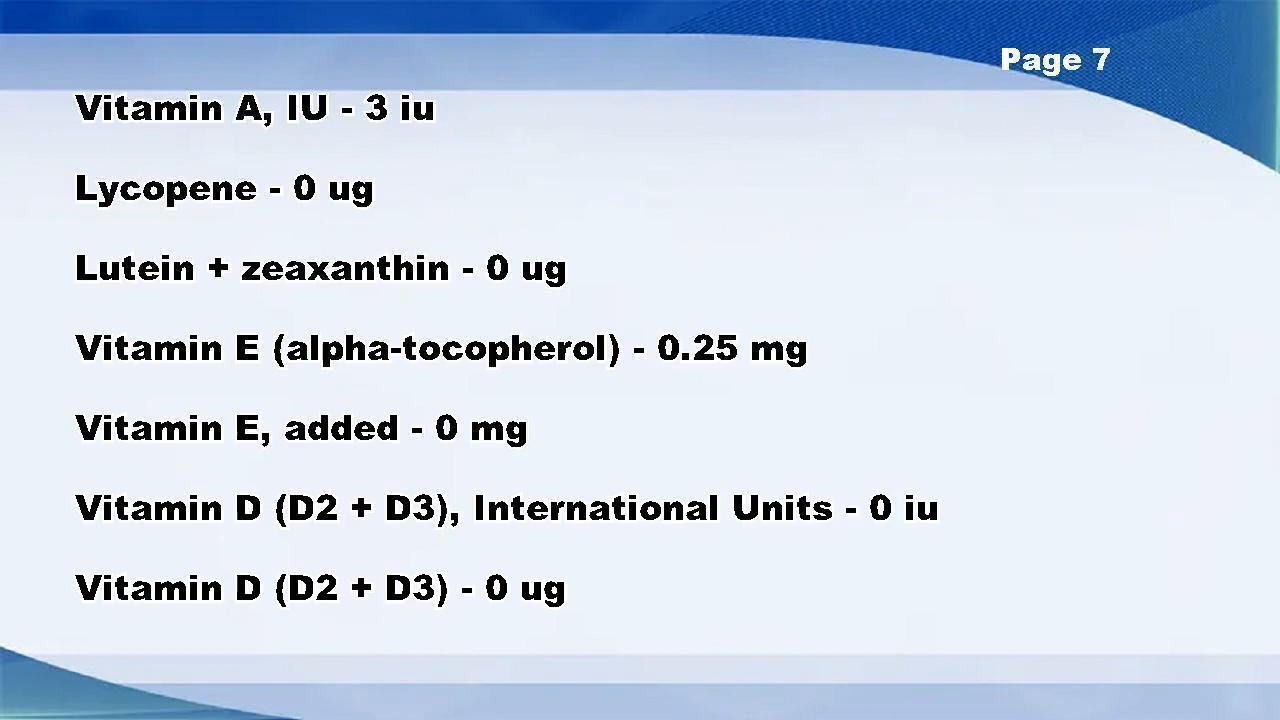 Page 7
Vitamin A, IU - 3 iu
Lycopene - 0 ug
Lutein + zeaxanthin - 0 ug
Vitamin E (alpha-tocopherol) - 0.25 mg
Vitamin E, added - 0 mg
Vitamin D (D2 + D3), International Units - 0 iu
Vitamin D (D2 + D3) - 0 ug